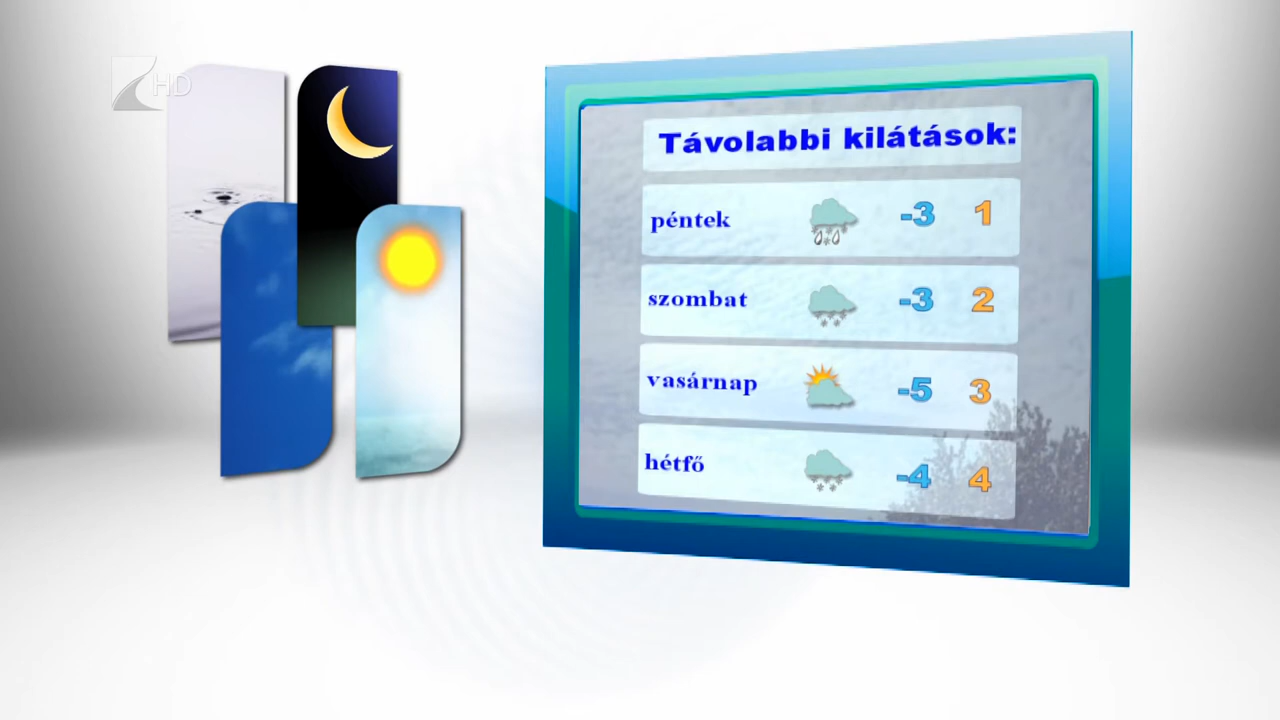 HD
Távolabbi kilátások:
péntek -3 1
szombat -3 2
vasárnap -5 3
hétfő -4 4